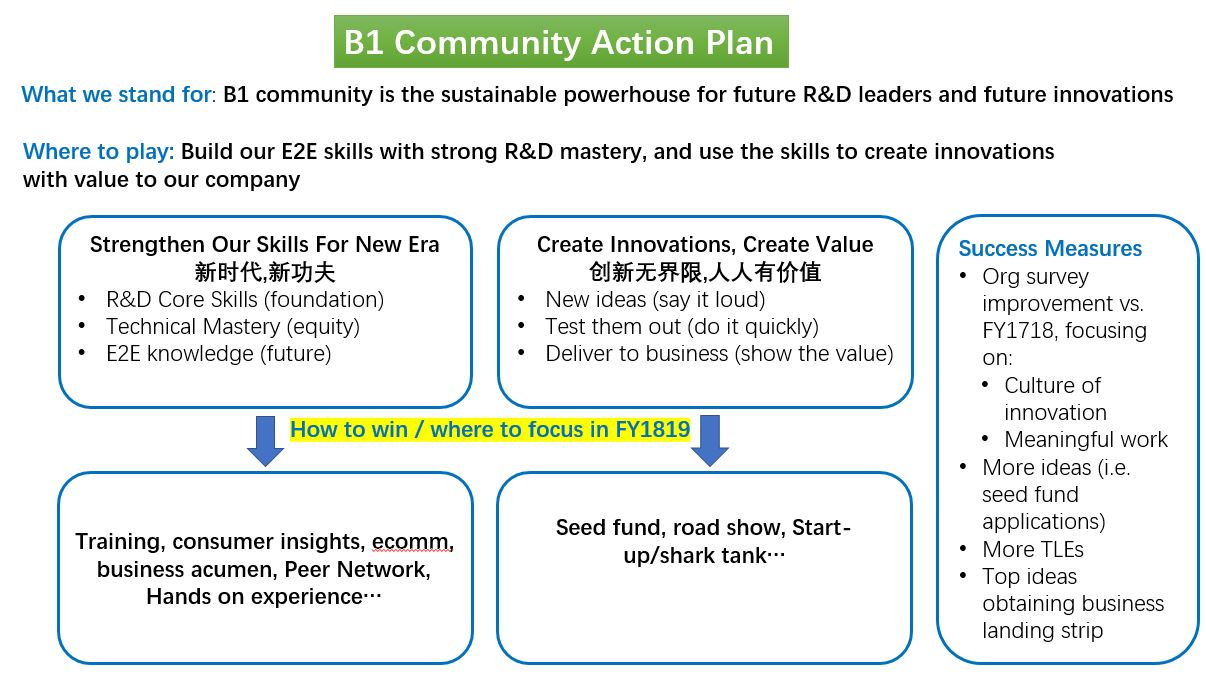 B1 Community Action Plan
What we stand for: B1 community is the sustainable powerhouse for future R&D leaders and future innovations
Where to play: Build our E2E skills with strong R&D mastery, and use the skills to create innovations
with value to our company
Strengthen Our Skills For New Era
新时代,新功夫
• R&D Core Skills (foundation)
• Technical Mastery (equity)
• E2E knowledge (future)
Create Innovations, Create Value
创新无界限,人人有价值
• New ideas (say it loud)
• Test them out (do it quickly)
• Deliver to business (show the value)
How to win / where to focus in FY1819
Training, consumer insights, ecomm,
business acumen, Peer Network,
Hands on experience…
Seed fund, road show, Start-
up/shark tank…
Success Measures
• Org survey
improvement vs.
FY1718, focusing
on:
• Culture of
innovation
• Meaningful work
• More ideas (i.e.
seed fund
applications)
• More TLEs
• Top ideas
obtaining business
landing strip